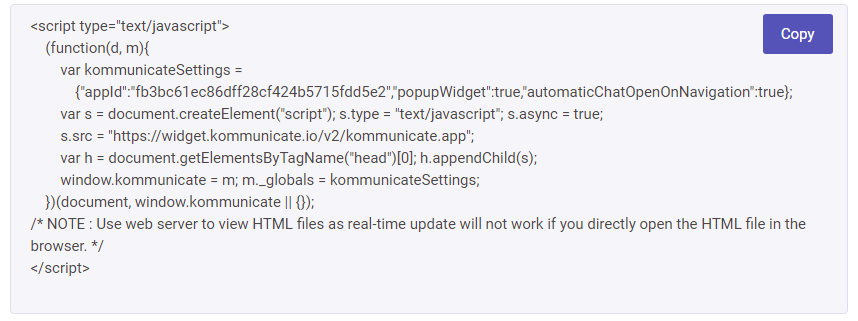 <script type="text/javascript">
Copy
(function(d, m){
var kommunicateSettings =
{"appId":"fb3bc61ec86dff28cf424b5715fdd5e2","popupWidget":true,"automaticChatOpenOnNavigation":true};
var s = document.createElement("script"); s.type = "text/javascript"; s.async = true;
s.src = "https://widget.kommunicate.io/v2/kommunicate.app";
var h = document.getElementsByTagName("head")[0]; h.appendChild(s);
window.kommunicate = m; m._globals = kommunicateSettings;
})(document, window.kommunicate || {});
/* NOTE : Use web server to view HTML files as real-time update will not work if you directly open the HTML file in the
browser. */
</script>